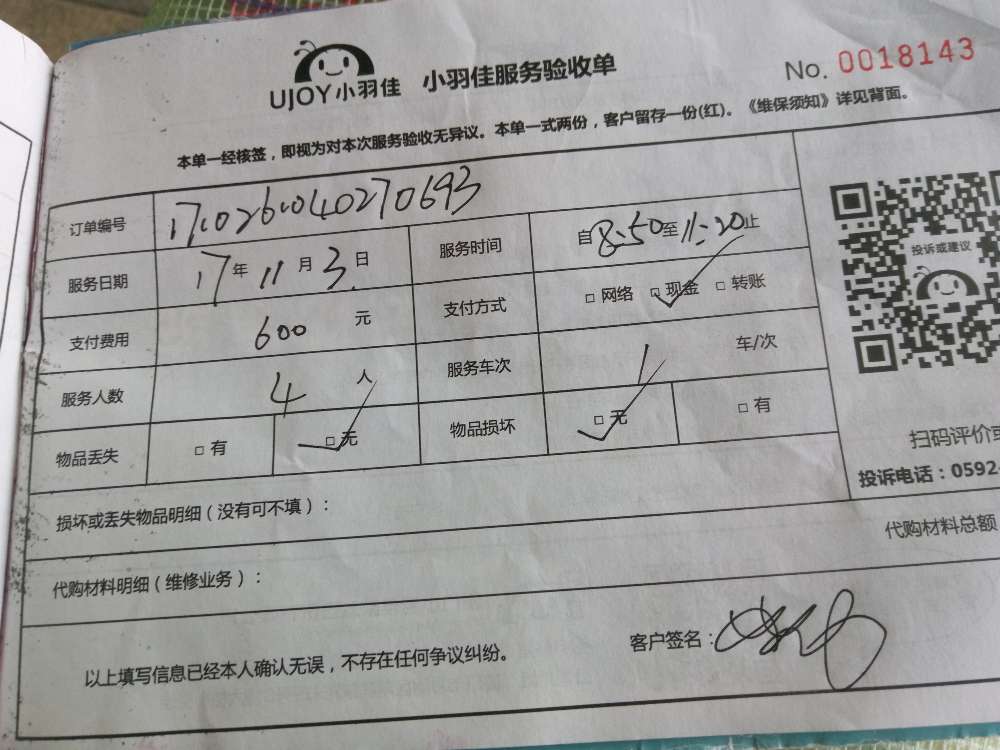 UJOY小羽佳 小羽佳服务验收单 No. 0018143
本单一经核签，即视为对本次服务验收无异议。本单一式两份，客户留存一份(红)。《维保须知》详见背面。
订单编号 171026040270693
服务日期 17年 11月 3日 服务时间 自8:50至11:20止
支付费用 600 元 支付方式 □ 网络 □ 现金 □ 转账
服务人数 4 人 服务车次 1 车/次
物品丢失 □ 有 □ 无 物品损坏 □ 无 □ 有
投诉或建议
扫码评价或
投诉电话：0592-
损坏或丢失物品明细（没有可不填）：
代购材料明细（维修业务）： 代购材料总额
以上填写信息已经本人确认无误，不存在任何争议纠纷。 客户签名：